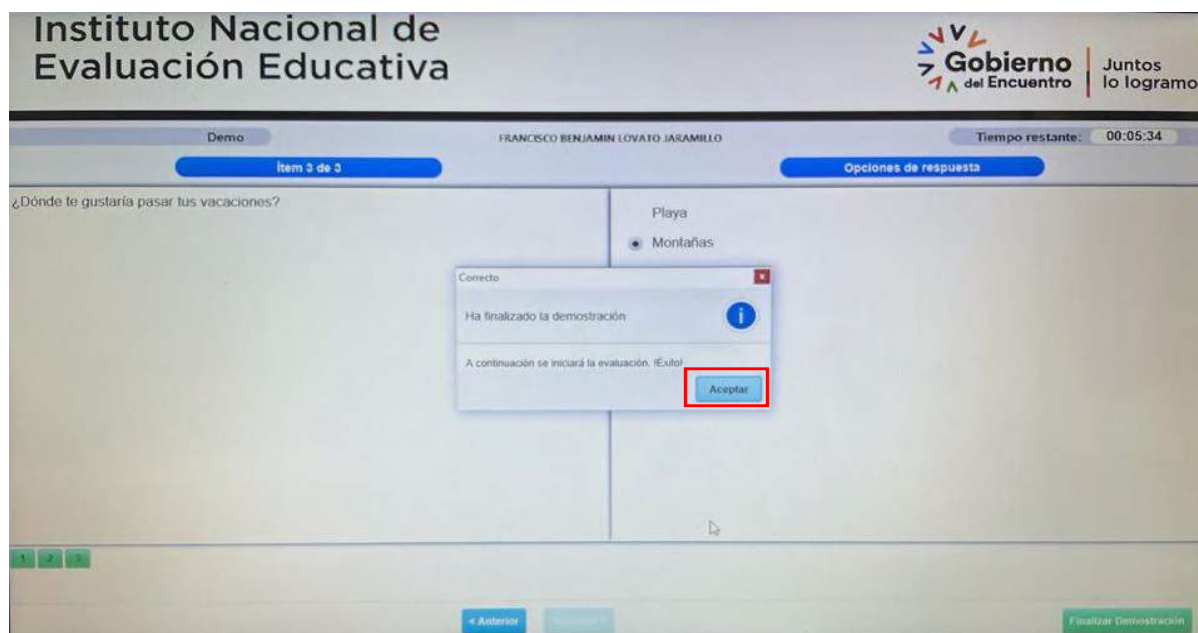 Instituto Nacional de
Evaluación Educativa
Gobierno
del Encuentro
Juntos
lo logramo
Demo
FRANCISCO BENJAMIN LOVATO JARAMILLO
Tiempo restante: 00:05:34
Ítem 3 de 3
Opciones de respuesta
¿Dónde te gustaría pasar tus vacaciones?
Playa
Montañas
Correcto
Ha finalizado la demostración
A continuación se iniciará la evaluación. !Éxito!
Aceptar
1 2 3
< Anterior
Finalizar Demostración